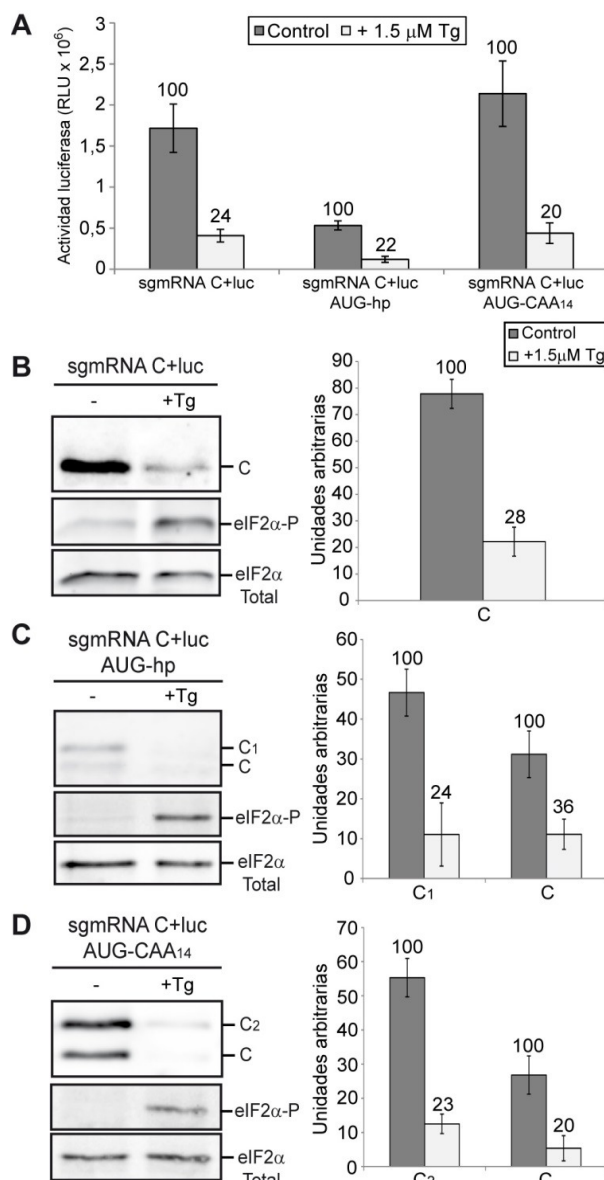 A
Actividad luciferasa (RLU x 10⁶)
3
2,5
2
1,5
1
0,5
0
Control + 1.5 μM Tg
100
24
100
22
100
20
sgmRNA C+luc
sgmRNA C+luc
AUG-hp
sgmRNA C+luc
AUG-CAA₁₄
B
sgmRNA C+luc
- +Tg
C
eIF2α-P
eIF2α
Total
Control
+1.5μM Tg
Unidades arbitrarias
90
80
70
60
50
40
30
20
10
0
100
28
C
C
sgmRNA C+luc
AUG-hp
- +Tg
C₁
C
eIF2α-P
eIF2α
Total
Unidades arbitrarias
60
50
40
30
20
10
0
100
24
100
36
C₁ C
D
sgmRNA C+luc
AUG-CAA₁₄
- +Tg
C₂
C
eIF2α-P
eIF2α
Total
Unidades arbitrarias
70
60
50
40
30
20
10
0
100
23
100
20
C₂ C